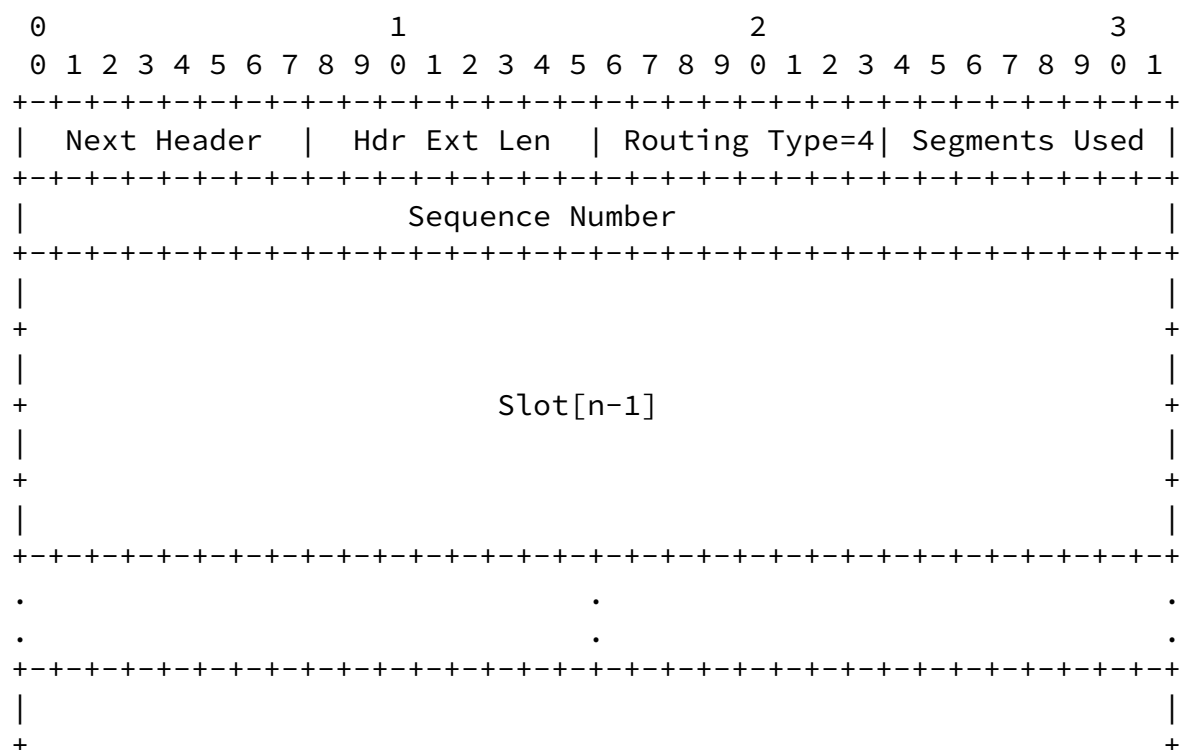 0                   1                   2                   3
 0 1 2 3 4 5 6 7 8 9 0 1 2 3 4 5 6 7 8 9 0 1 2 3 4 5 6 7 8 9 0 1
+-+-+-+-+-+-+-+-+-+-+-+-+-+-+-+-+-+-+-+-+-+-+-+-+-+-+-+-+-+-+-+-+
|  Next Header  |  Hdr Ext Len  | Routing Type=4| Segments Used |
+-+-+-+-+-+-+-+-+-+-+-+-+-+-+-+-+-+-+-+-+-+-+-+-+-+-+-+-+-+-+-+-+
|                     Sequence Number                           |
+-+-+-+-+-+-+-+-+-+-+-+-+-+-+-+-+-+-+-+-+-+-+-+-+-+-+-+-+-+-+-+-+
|                                                               |
+                                                               +
|                                                               |
+                          Slot[n-1]                            +
|                                                               |
+                                                               +
|                                                               |
+-+-+-+-+-+-+-+-+-+-+-+-+-+-+-+-+-+-+-+-+-+-+-+-+-+-+-+-+-+-+-+-+
.                               .                               .
.                               .                               .
+-+-+-+-+-+-+-+-+-+-+-+-+-+-+-+-+-+-+-+-+-+-+-+-+-+-+-+-+-+-+-+-+
|                                                               |
+                                                               +